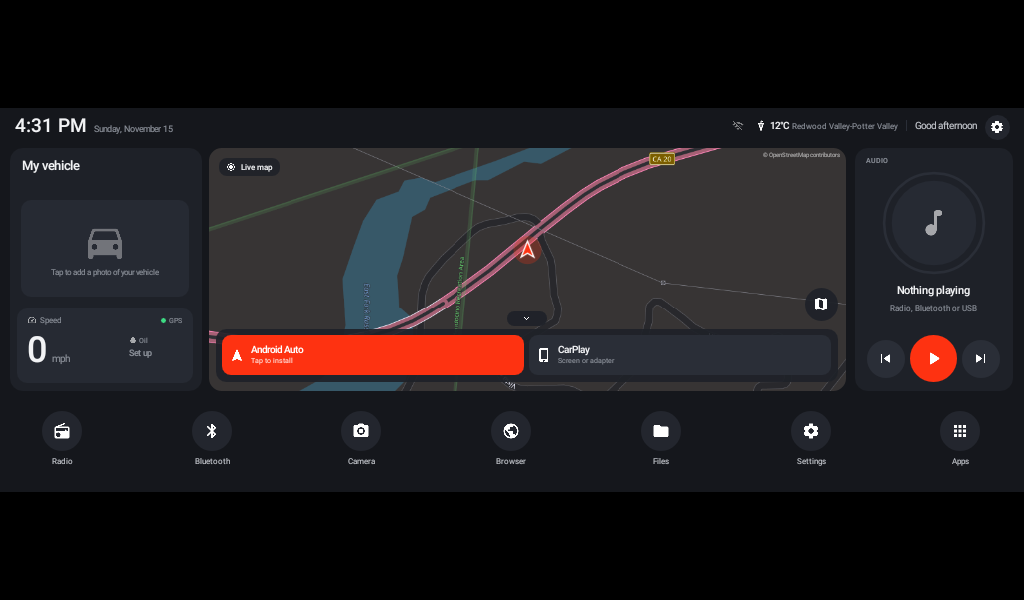 4:31 PM Sunday, November 15
12°C Redwood Valley-Potter Valley
Good afternoon
My vehicle
Tap to add a photo of your vehicle
Speed
GPS
0 mph
Oil
Set up
Live map
CA 20
© OpenStreetMap contributors
Android Auto
Tap to install
CarPlay
Screen or adapter
AUDIO
Nothing playing
Radio, Bluetooth or USB
Radio
Bluetooth
Camera
Browser
Files
Settings
Apps